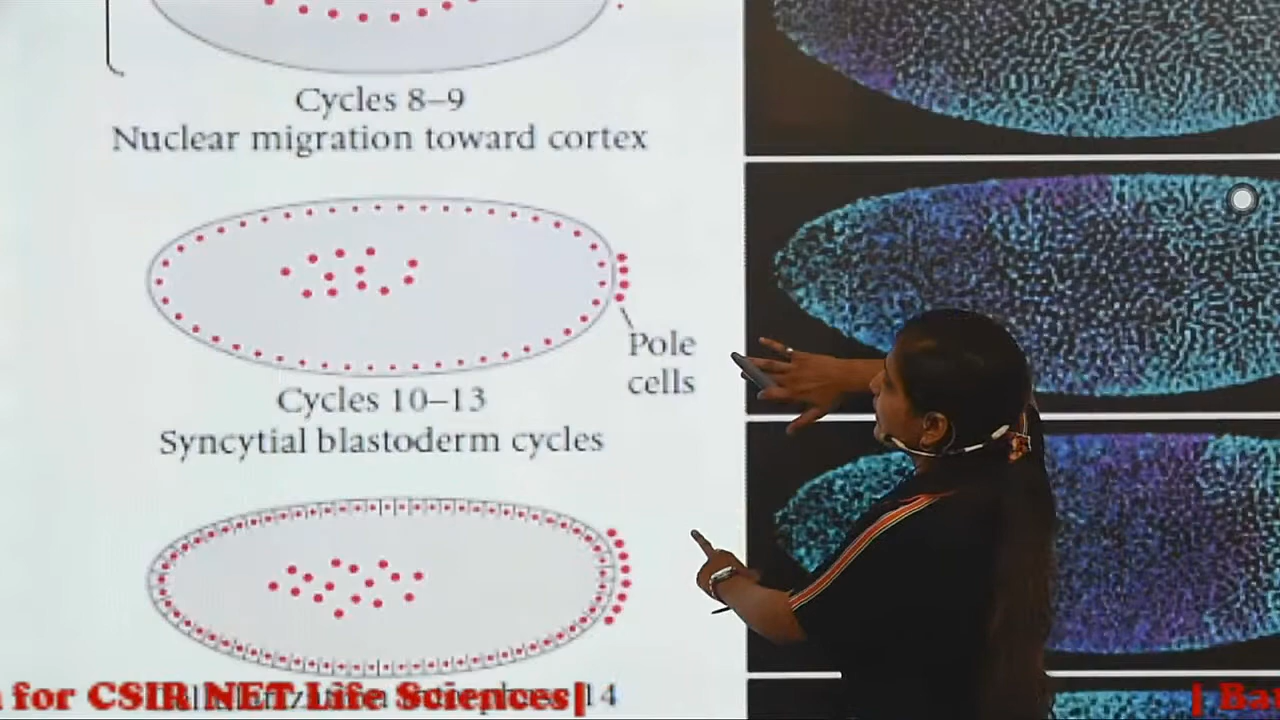 Cycles 8–9
Nuclear migration toward cortex
Pole
cells
Cycles 10–13
Syncytial blastoderm cycles
14
for CSIR NET Life Sciences| | Ba